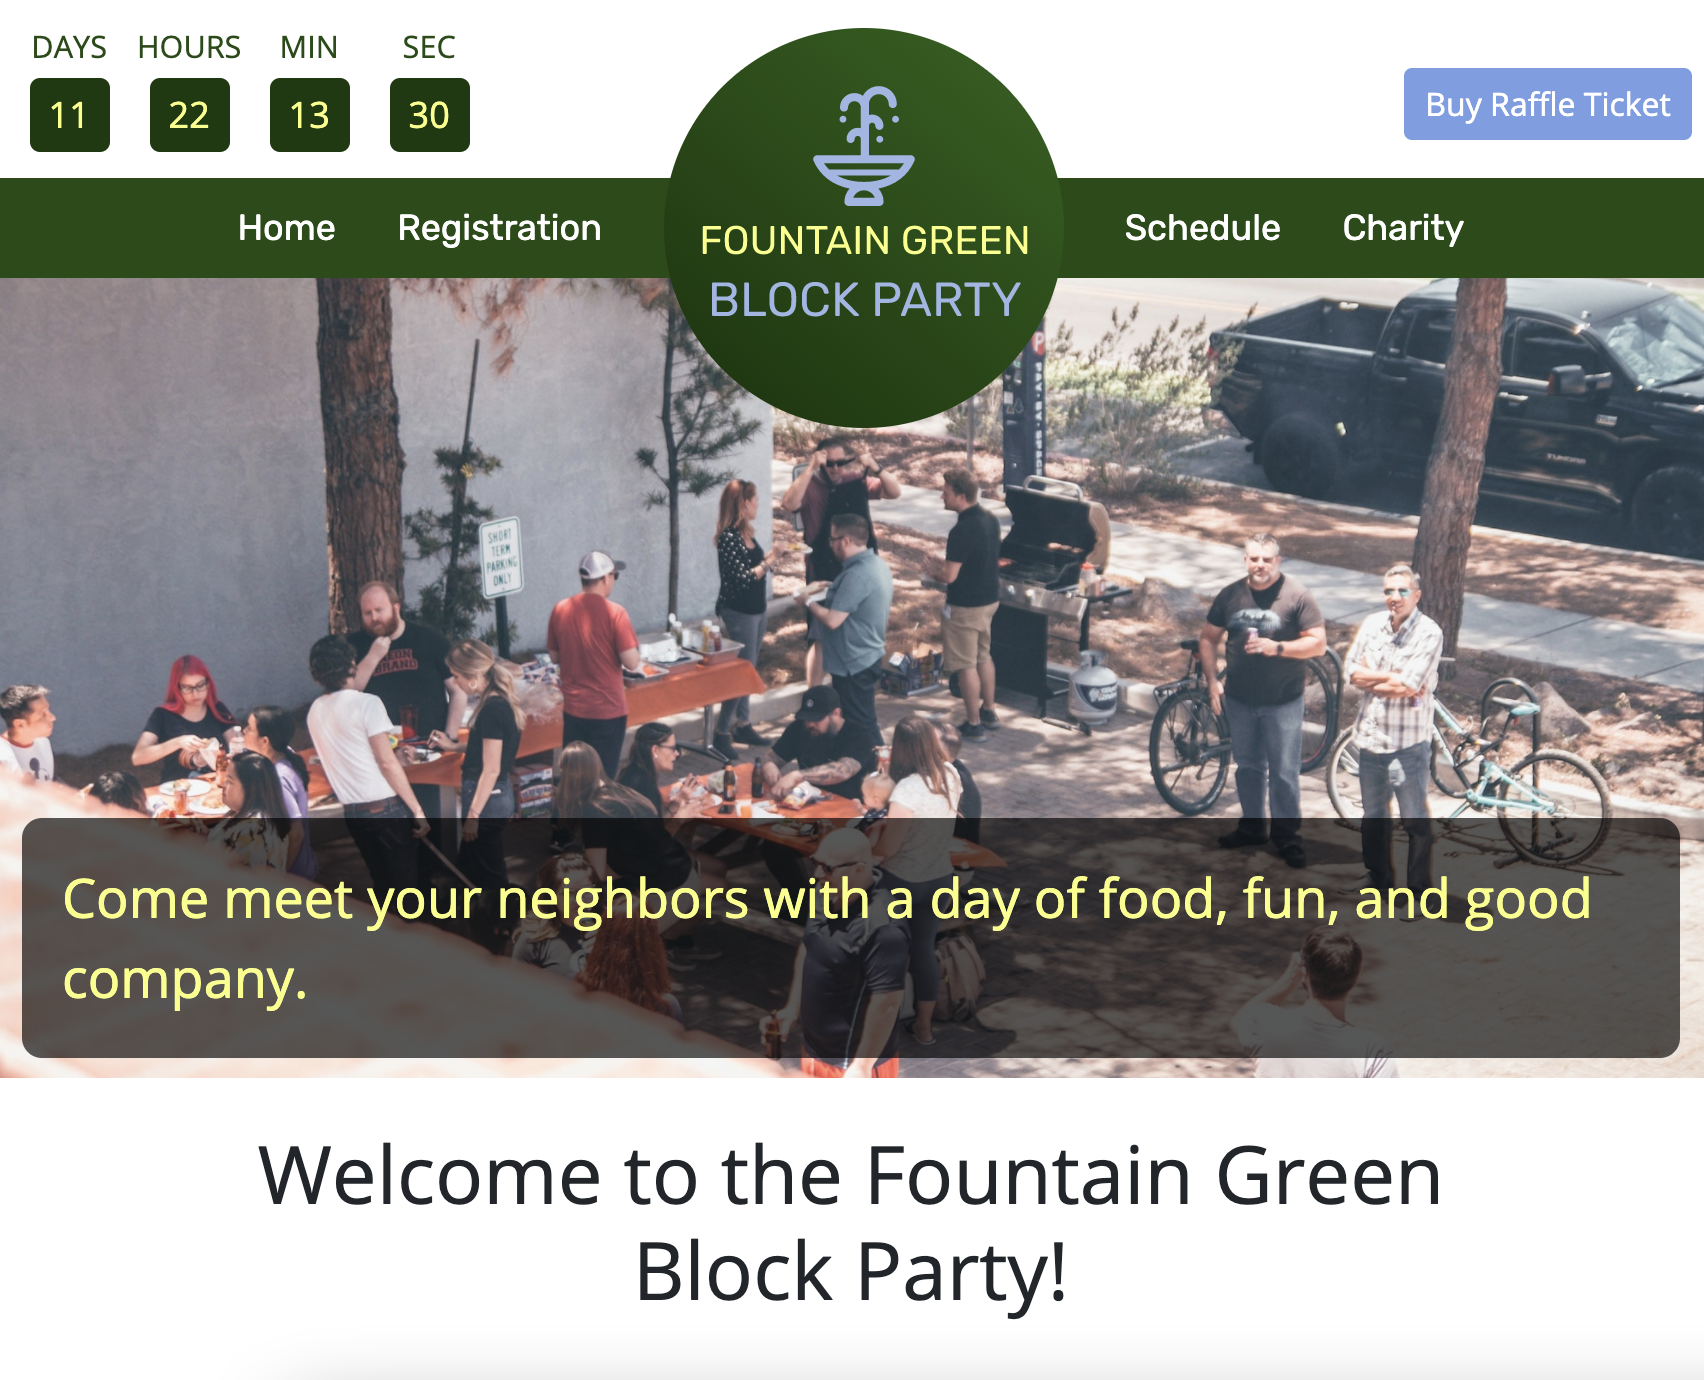 DAYS HOURS MIN SEC
11 22 13 30
Buy Raffle Ticket
Home Registration
FOUNTAIN GREEN
BLOCK PARTY
Schedule Charity
SHORT
TERM
PARKING
ONLY
TUNDRA
Come meet your neighbors with a day of food, fun, and good
company.
Welcome to the Fountain Green
Block Party!